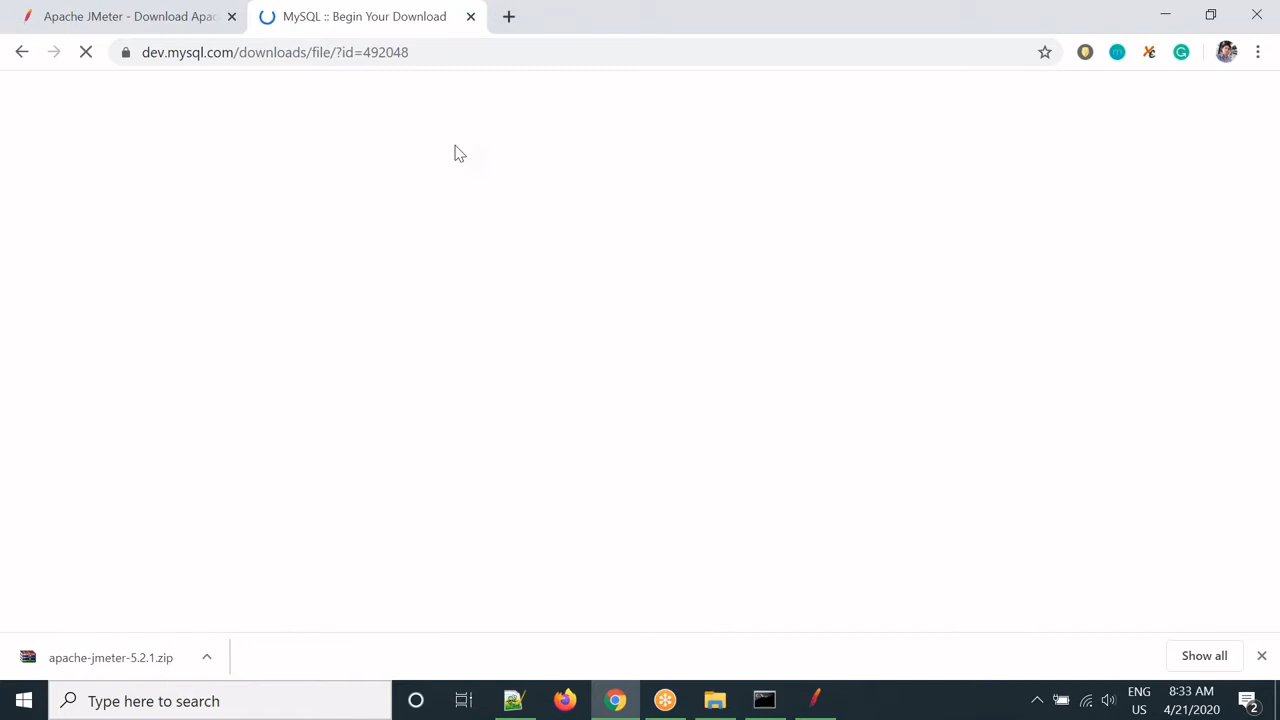 Apache JMeter - Download Apac
MySQL :: Begin Your Download
dev.mysql.com/downloads/file/?id=492048
apache-jmeter-5.2.1.zip
Show all
Type here to search
ENG
US
8:33 AM
4/21/2020
2